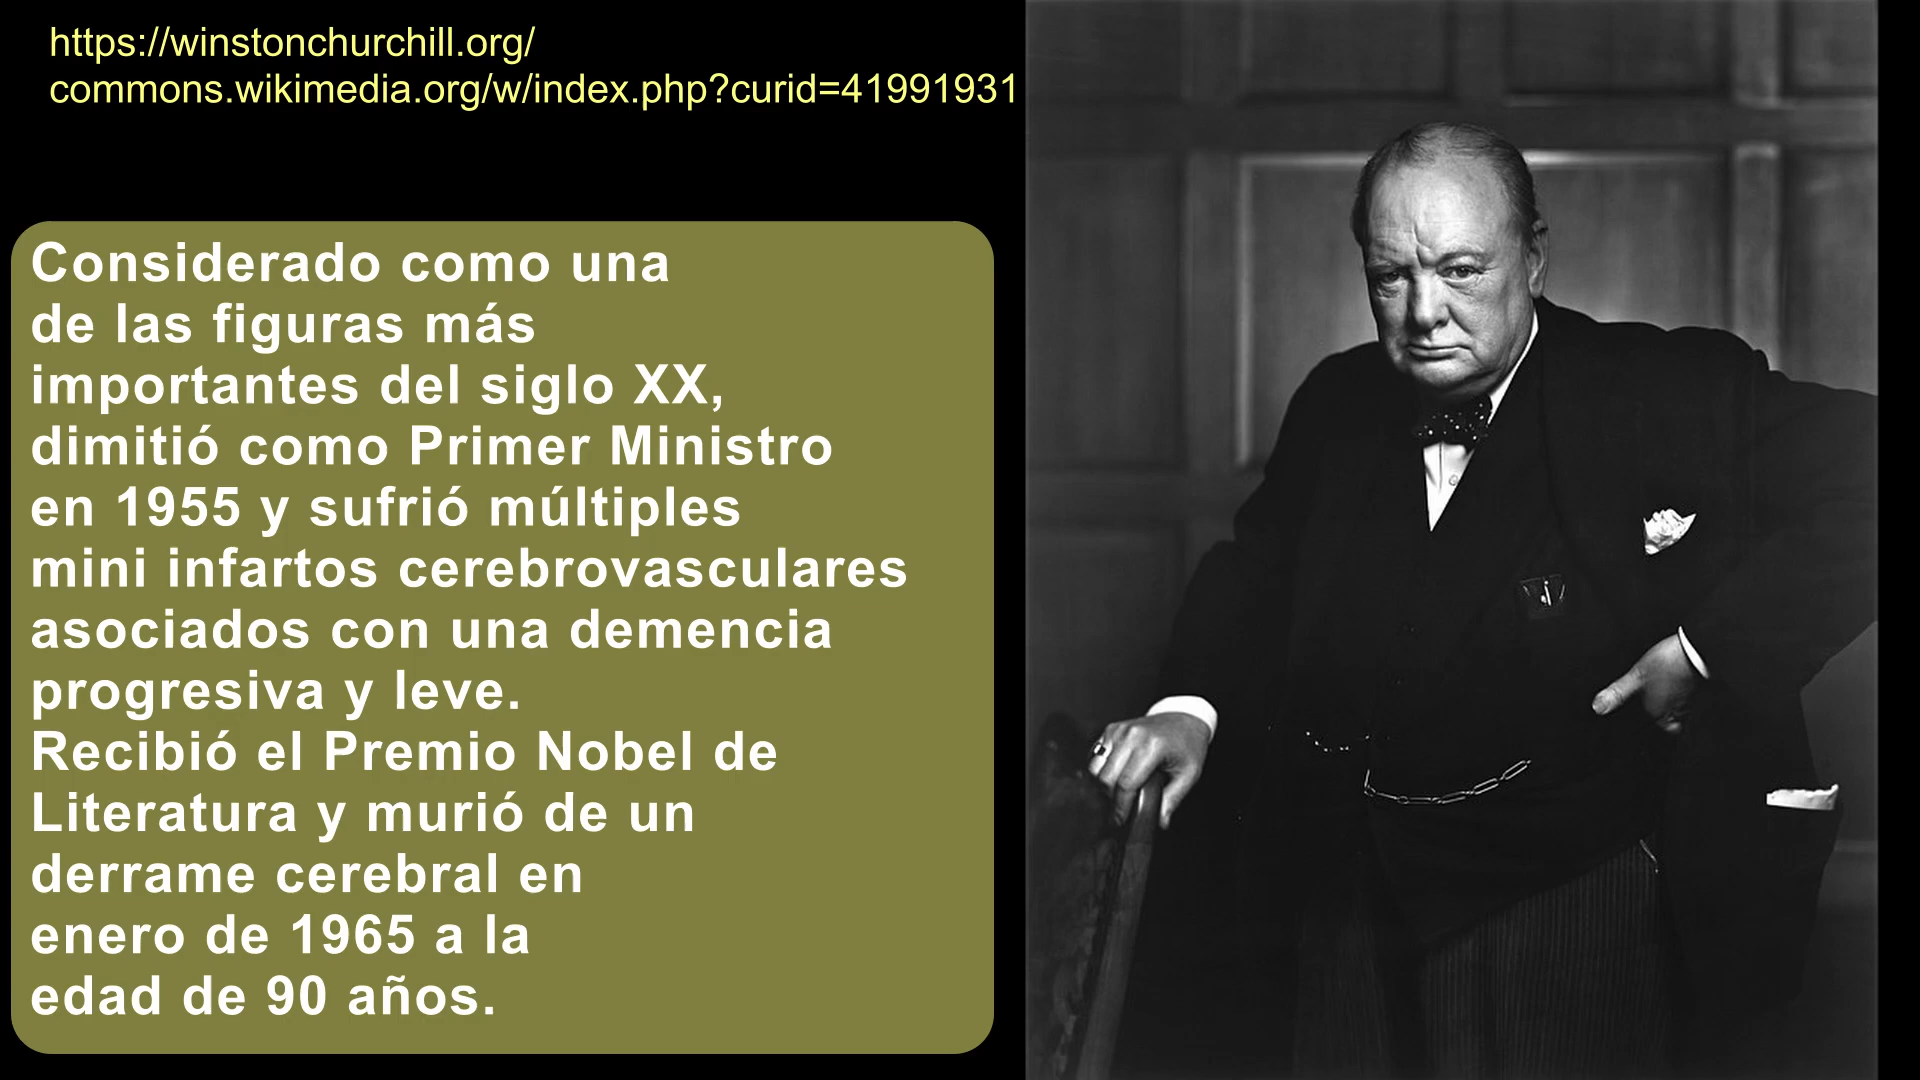 https://winstonchurchill.org/
commons.wikimedia.org/w/index.php?curid=41991931
Considerado como una
de las figuras más
importantes del siglo XX,
dimitió como Primer Ministro
en 1955 y sufrió múltiples
mini infartos cerebrovasculares
asociados con una demencia
progresiva y leve.
Recibió el Premio Nobel de
Literatura y murió de un
derrame cerebral en
enero de 1965 a la
edad de 90 años.